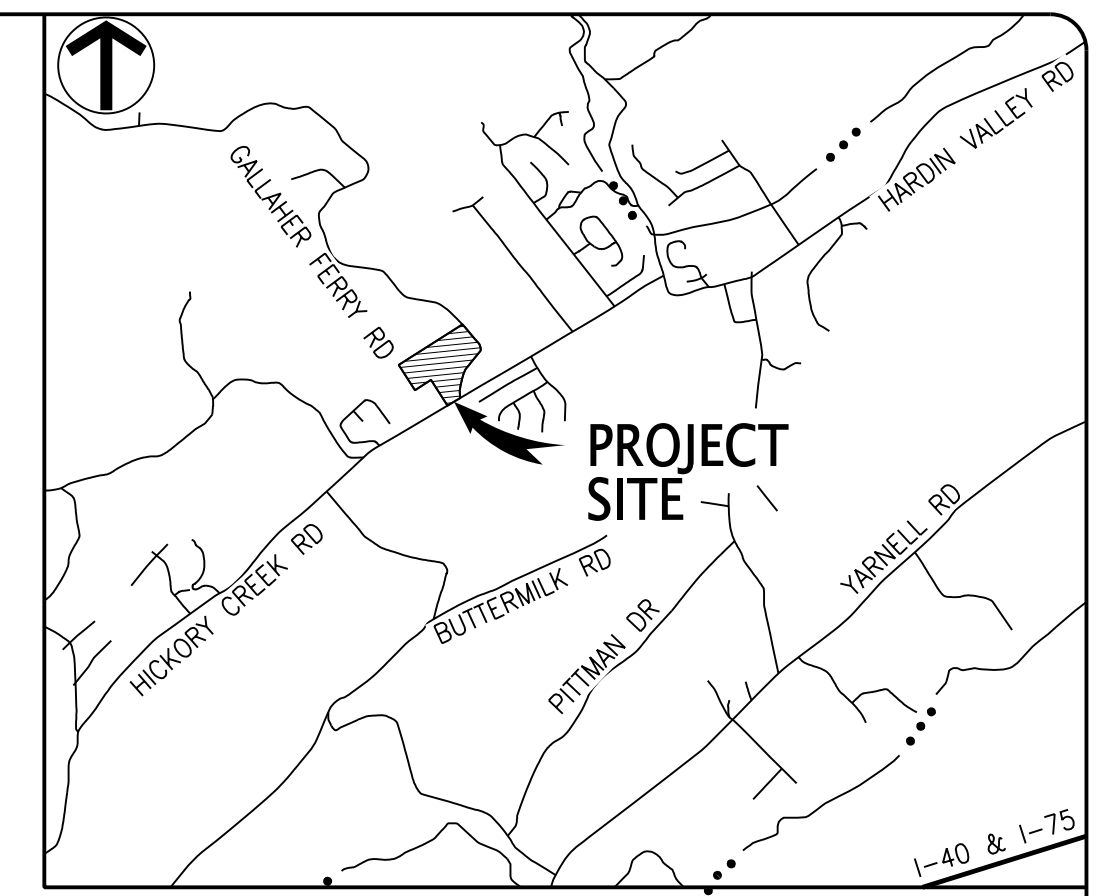 HARDIN VALLEY RD
GALLAHER FERRY RD
PROJECT
SITE
HICKORY CREEK RD
BUTTERMILK RD
YARNELL RD
PITTMAN DR
I-40 & I-75